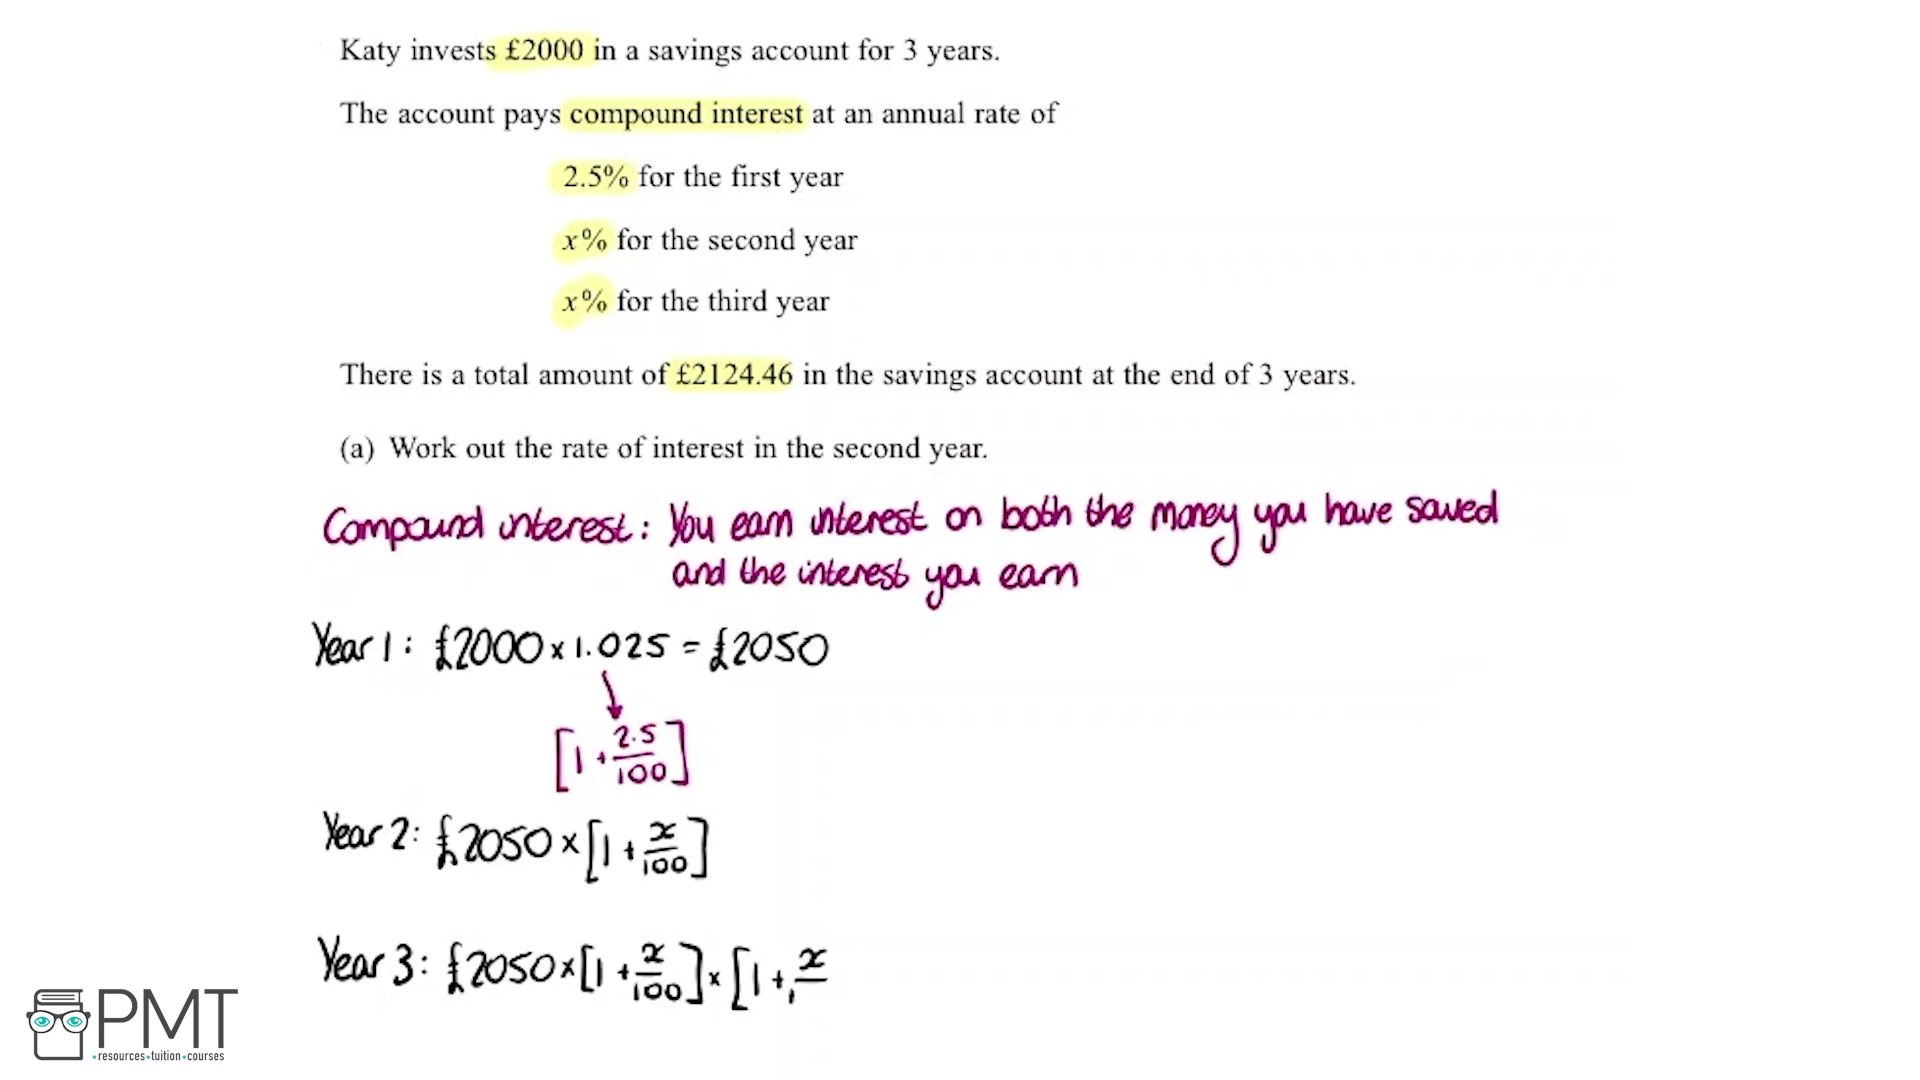 Katy invests £2000 in a savings account for 3 years.
The account pays compound interest at an annual rate of
2.5% for the first year
x% for the second year
x% for the third year
There is a total amount of £2124.46 in the savings account at the end of 3 years.
(a) Work out the rate of interest in the second year.
Compound interest: You earn interest on both the money you have saved
and the interest you earn
Year 1: £2000 × 1.025 = £2050
[1 + 2.5/100]
Year 2: £2050 × [1 + x/100]
Year 3: £2050 × [1 + x/100] × [1 + x/
PMT
•resources•tuition•courses